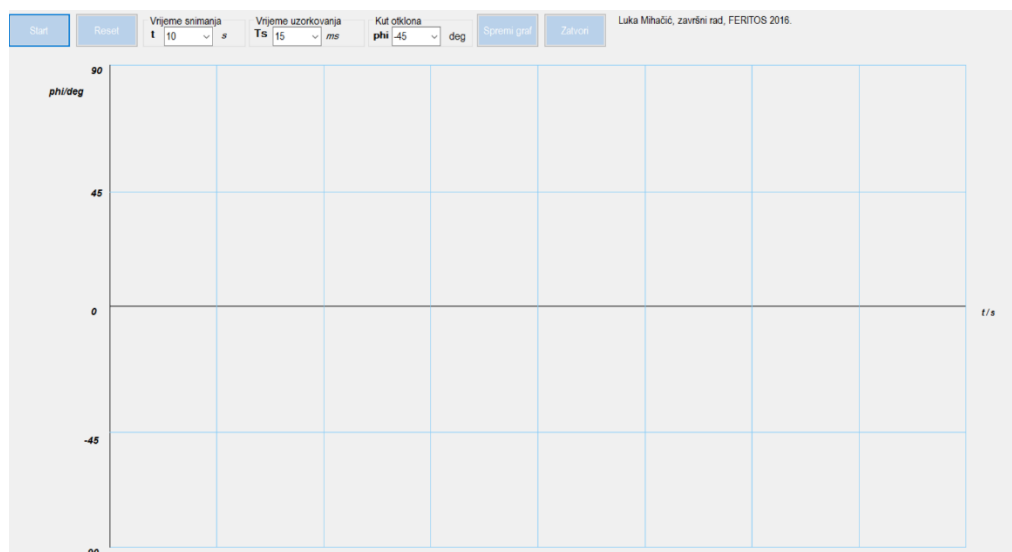 Start
Reset
Vrijeme snimanja
t 10 s
Vrijeme uzorkovanja
Ts 15 ms
Kut otklona
phi -45 deg
Spremi graf
Zatvori
Luka Mihačić, završni rad, FERITOS 2016.
90
phi/deg
45
0
t/s
-45
-90